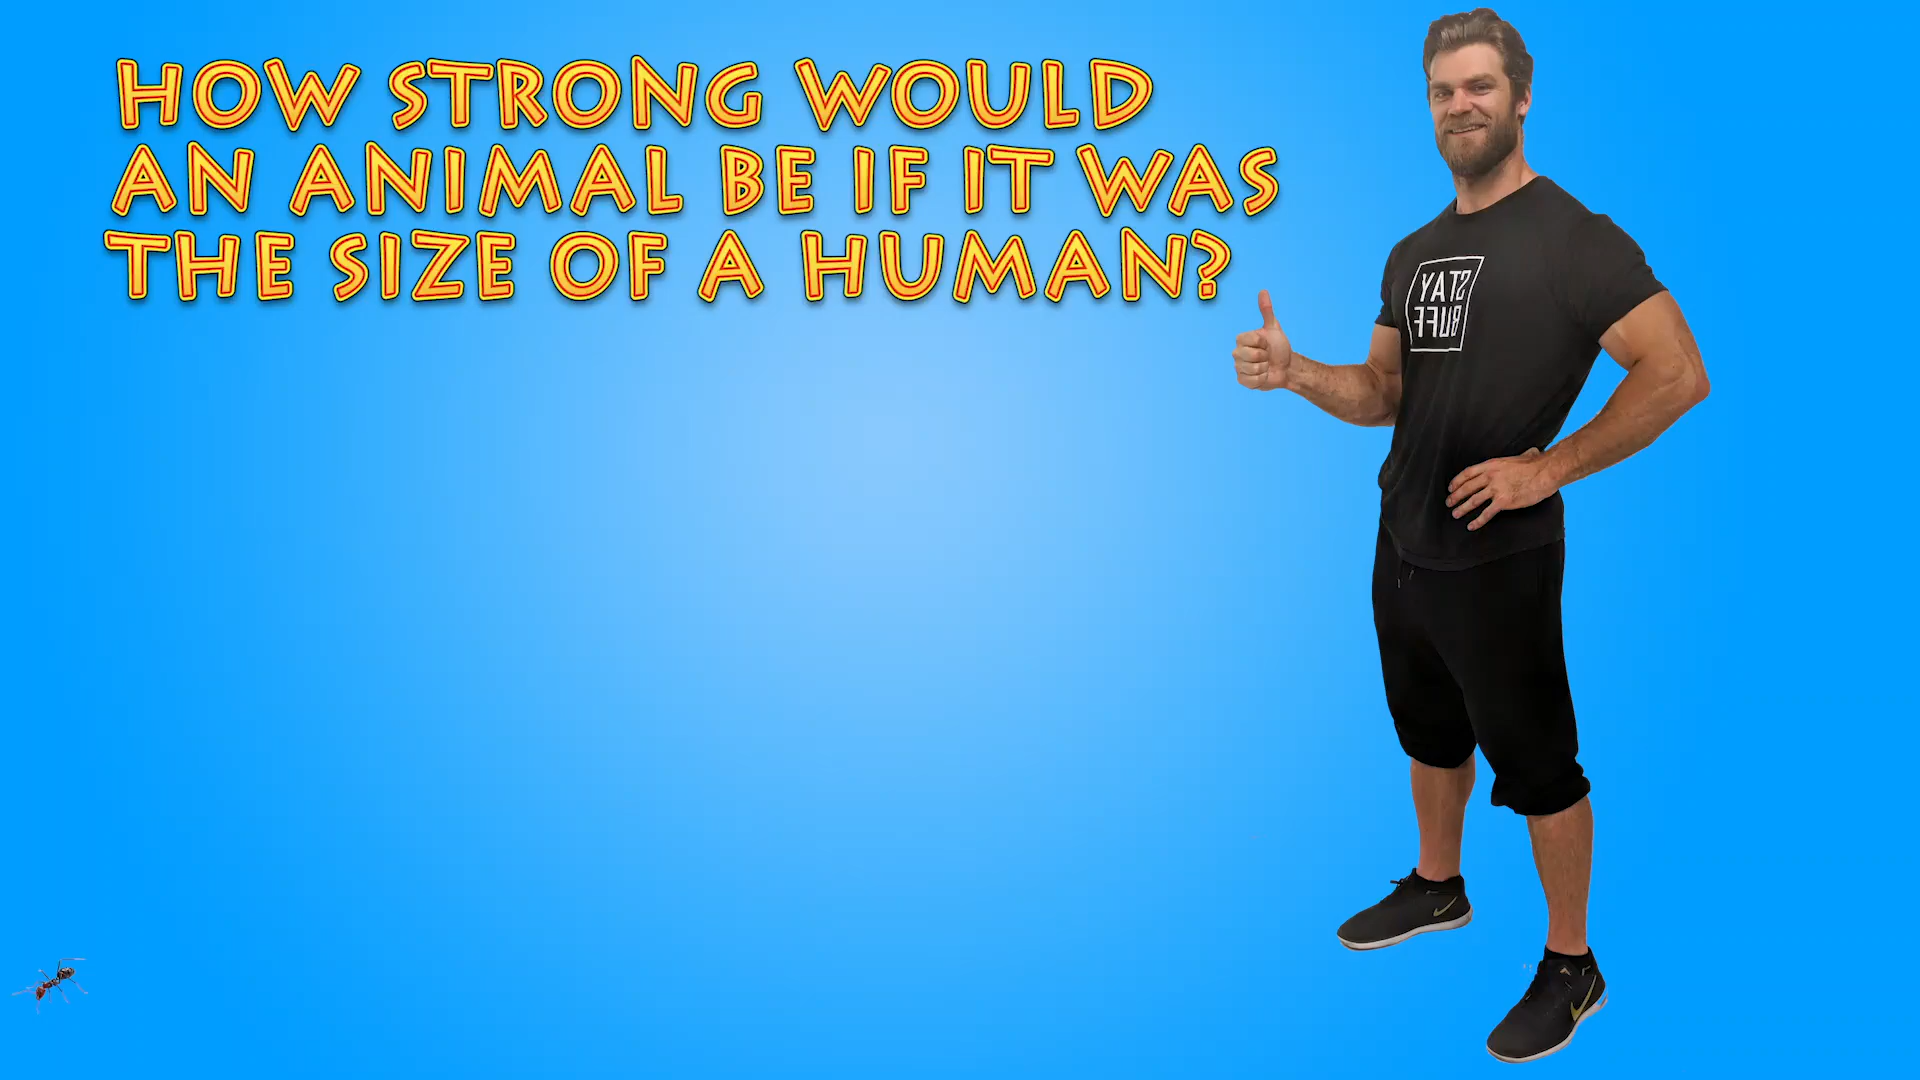 HOW STRONG WOULD
AN ANIMAL BE IF IT WAS
THE SIZE OF A HUMAN?
STAY
BUFF